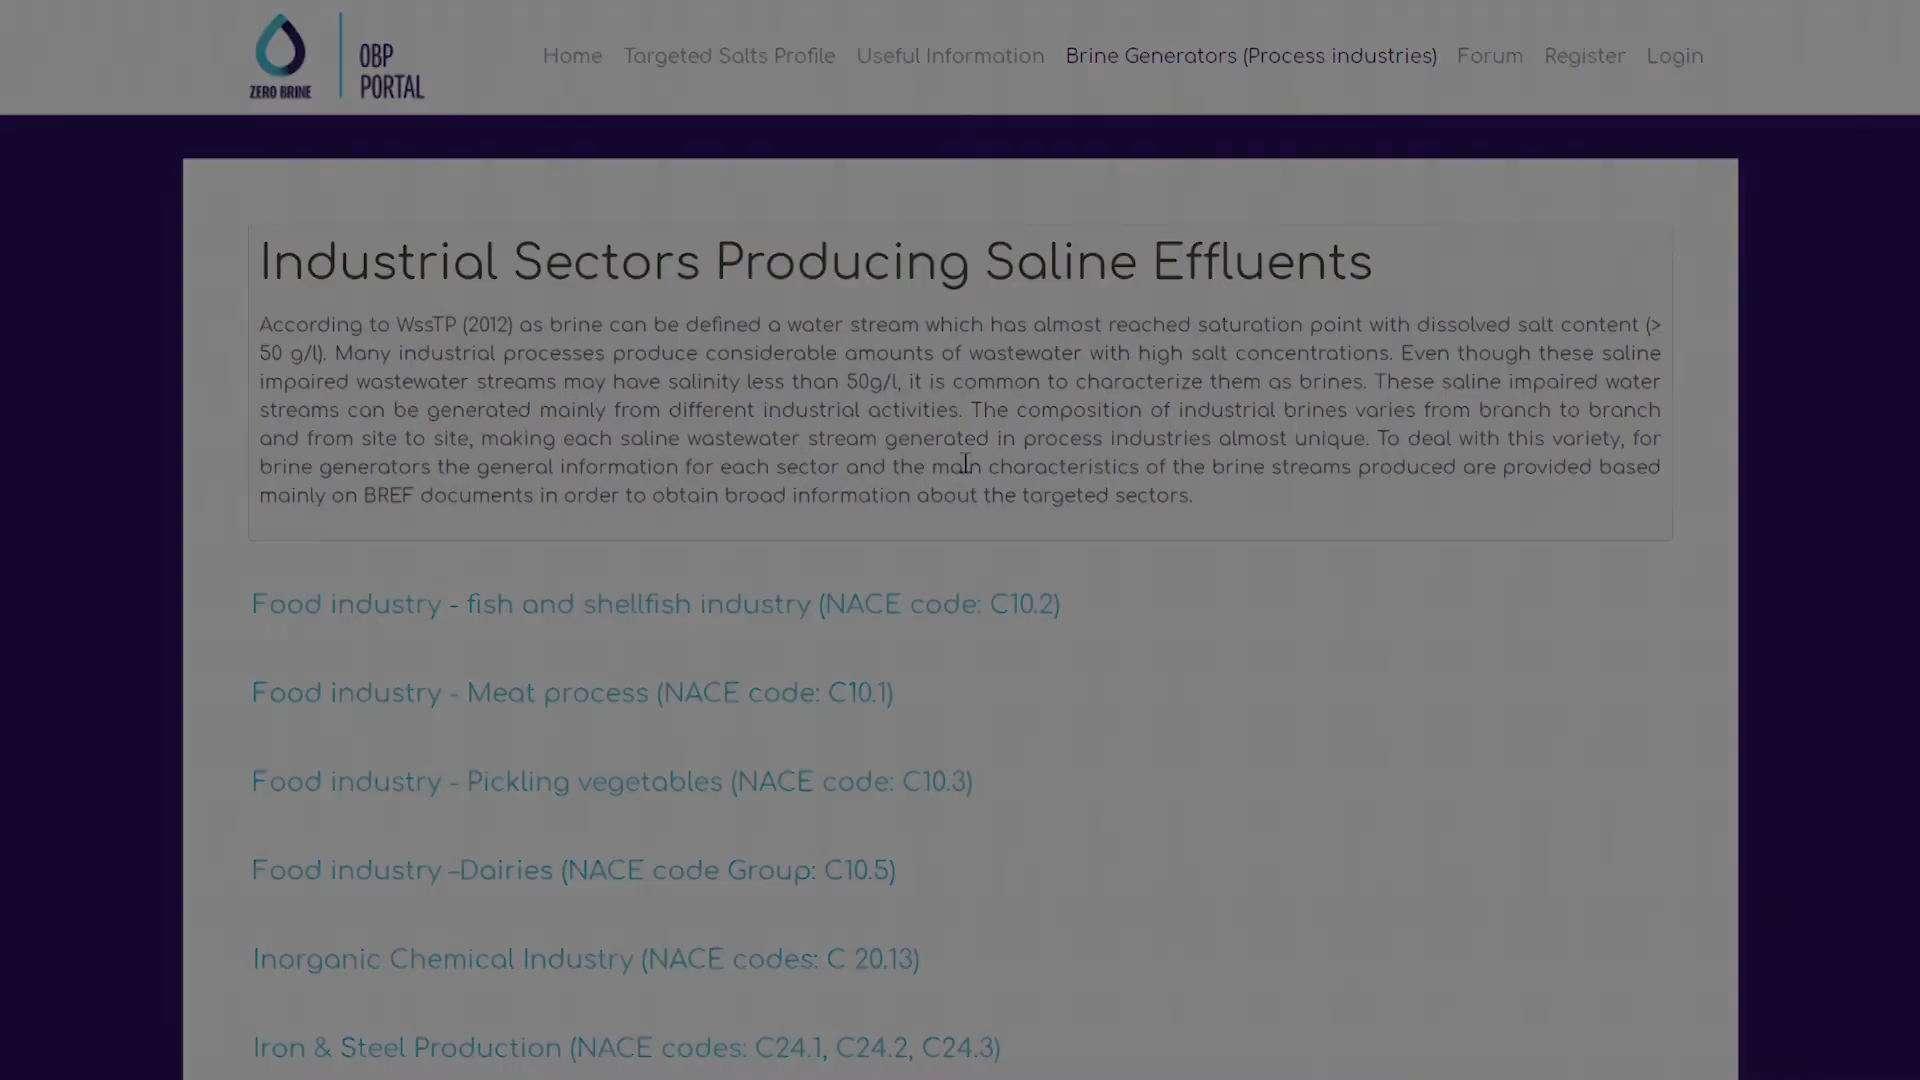 ZERO BRINE
OBP
PORTAL
Home Targeted Salts Profile Useful Information Brine Generators (Process industries) Forum Register Login
Industrial Sectors Producing Saline Effluents
According to WssTP (2012) as brine can be defined a water stream which has almost reached saturation point with dissolved salt content (>
50 g/l). Many industrial processes produce considerable amounts of wastewater with high salt concentrations. Even though these saline
impaired wastewater streams may have salinity less than 50g/l, it is common to characterize them as brines. These saline impaired water
streams can be generated mainly from different industrial activities. The composition of industrial brines varies from branch to branch
and from site to site, making each saline wastewater stream generated in process industries almost unique. To deal with this variety, for
brine generators the general information for each sector and the main characteristics of the brine streams produced are provided based
mainly on BREF documents in order to obtain broad information about the targeted sectors.
Food industry - fish and shellfish industry (NACE code: C10.2)
Food industry - Meat process (NACE code: C10.1)
Food industry - Pickling vegetables (NACE code: C10.3)
Food industry –Dairies (NACE code Group: C10.5)
Inorganic Chemical Industry (NACE codes: C 20.13)
Iron & Steel Production (NACE codes: C24.1, C24.2, C24.3)